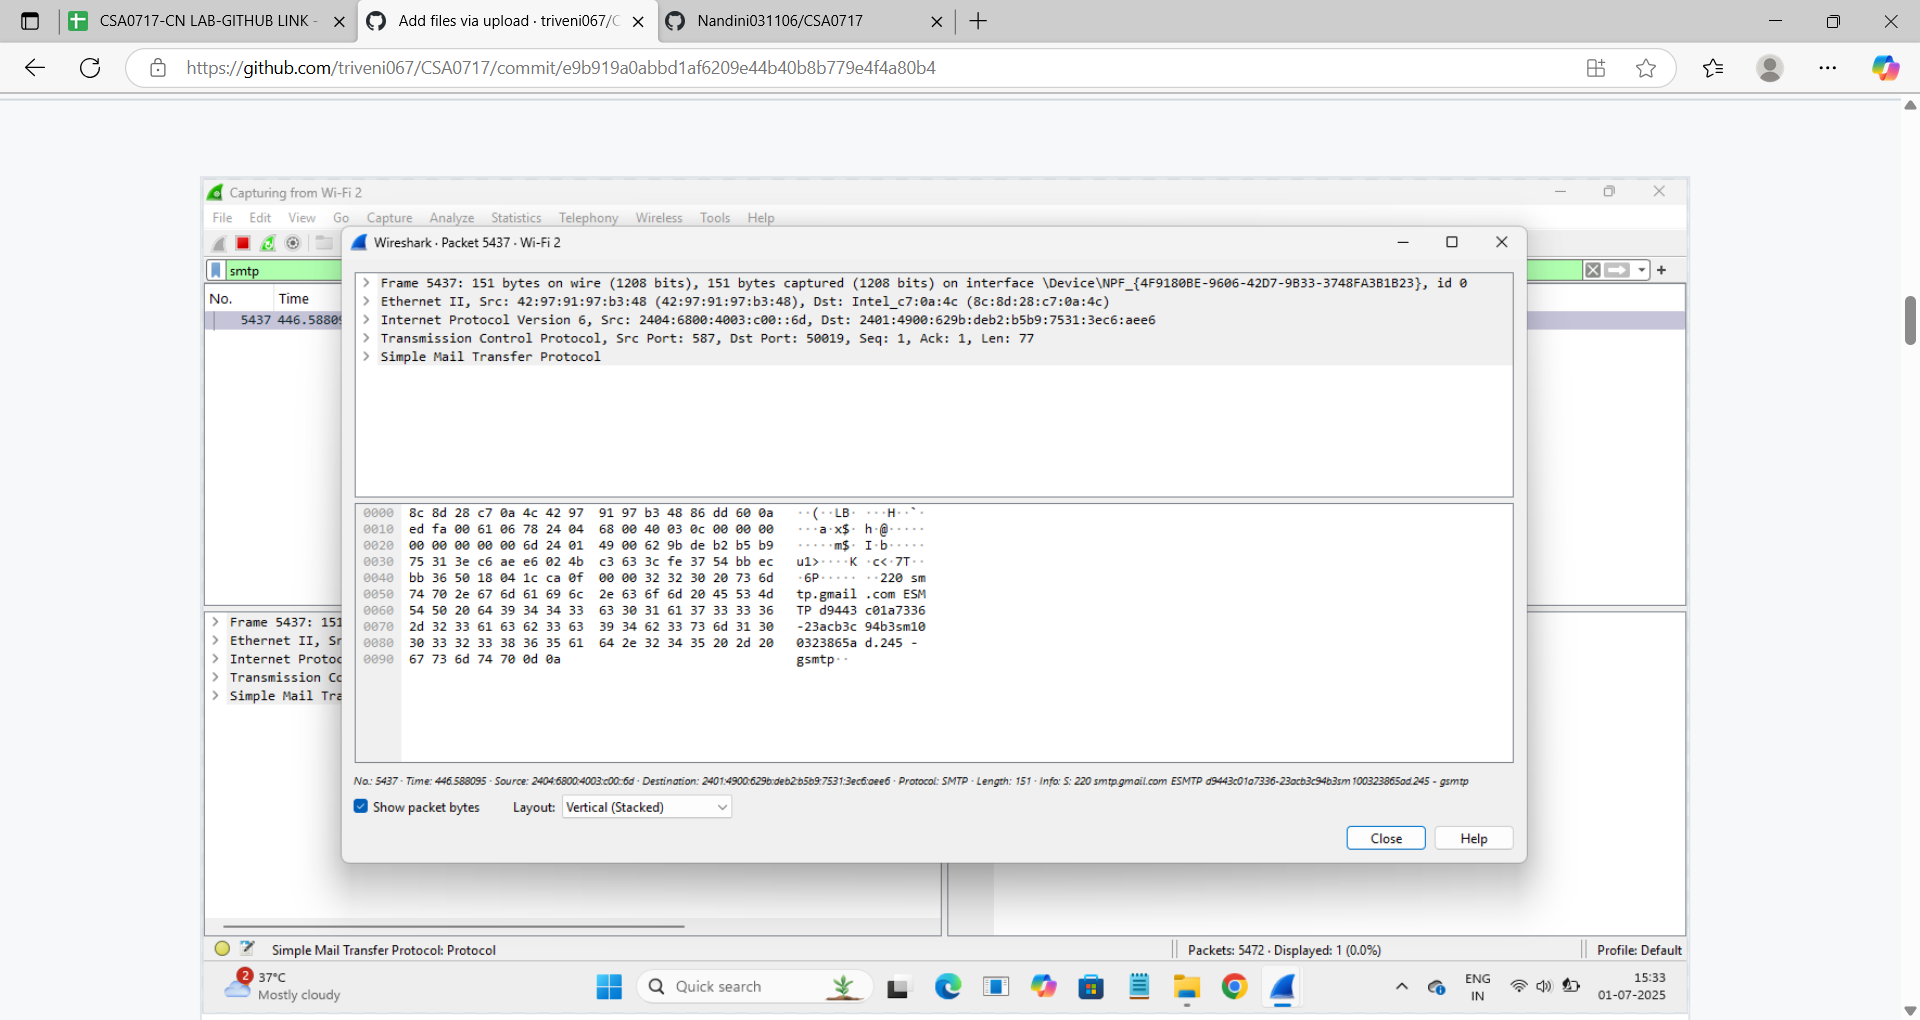 CSA0717-CN LAB-GITHUB LINK -
Add files via upload · triveni067/C
Nandini031106/CSA0717
https://github.com/triveni067/CSA0717/commit/e9b919a0abbd1af6209e44b40b8b779e4f4a80b4
Capturing from Wi-Fi 2
File Edit View Go Capture Analyze Statistics Telephony Wireless Tools Help
Wireshark · Packet 5437 · Wi-Fi 2
smtp
No. Time
5437 446.58809
Frame 5437: 151 bytes on wire (1208 bits), 151 bytes captured (1208 bits) on interface \Device\NPF_{4F9180BE-9606-42D7-9B33-3748FA3B1B23}, id 0
Ethernet II, Src: 42:97:91:97:b3:48 (42:97:91:97:b3:48), Dst: Intel_c7:0a:4c (8c:8d:28:c7:0a:4c)
Internet Protocol Version 6, Src: 2404:6800:4003:c00::6d, Dst: 2401:4900:629b:deb2:b5b9:7531:3ec6:aee6
Transmission Control Protocol, Src Port: 587, Dst Port: 50019, Seq: 1, Ack: 1, Len: 77
Simple Mail Transfer Protocol
0000 8c 8d 28 c7 0a 4c 42 97 91 97 b3 48 86 dd 60 0a ··(··LB· ···H··`·
0010 ed fa 00 61 06 78 24 04 68 00 40 03 0c 00 00 00 ···a·x$· h·@·····
0020 00 00 00 00 00 6d 24 01 49 00 62 9b de b2 b5 b9 ·····m$· I·b·····
0030 75 31 3e c6 ae e6 02 4b c3 63 3c fe 37 54 bb ec u1>····K ·c<·7T··
0040 bb 36 50 18 04 1c ca 0f 00 00 32 32 30 20 73 6d ·6P····· ··220 sm
0050 74 70 2e 67 6d 61 69 6c 2e 63 6f 6d 20 45 53 4d tp.gmail .com ESM
0060 54 50 20 64 39 34 34 33 63 30 31 61 37 33 33 36 TP d9443 c01a7336
0070 2d 32 33 61 63 62 33 63 39 34 62 33 73 6d 31 30 -23acb3c 94b3sm10
0080 30 33 32 33 38 36 35 61 64 2e 32 34 35 20 2d 20 0323865a d.245 -
0090 67 73 6d 74 70 0d 0a gsmtp··
Frame 5437: 151
Ethernet II, Sr
Internet Protoc
Transmission Co
Simple Mail Tra
No.: 5437 · Time: 446.588095 · Source: 2404:6800:4003:c00::6d · Destination: 2401:4900:629b:deb2:b5b9:7531:3ec6:aee6 · Protocol: SMTP · Length: 151 · Info: S: 220 smtp.gmail.com ESMTP d9443c01a7336-23acb3c94b3sm100323865ad.245 - gsmtp
Show packet bytes Layout: Vertical (Stacked)
Close Help
Simple Mail Transfer Protocol: Protocol
Packets: 5472 · Displayed: 1 (0.0%)
Profile: Default
2
37°C
Mostly cloudy
Quick search
ENG
IN
15:33
01-07-2025